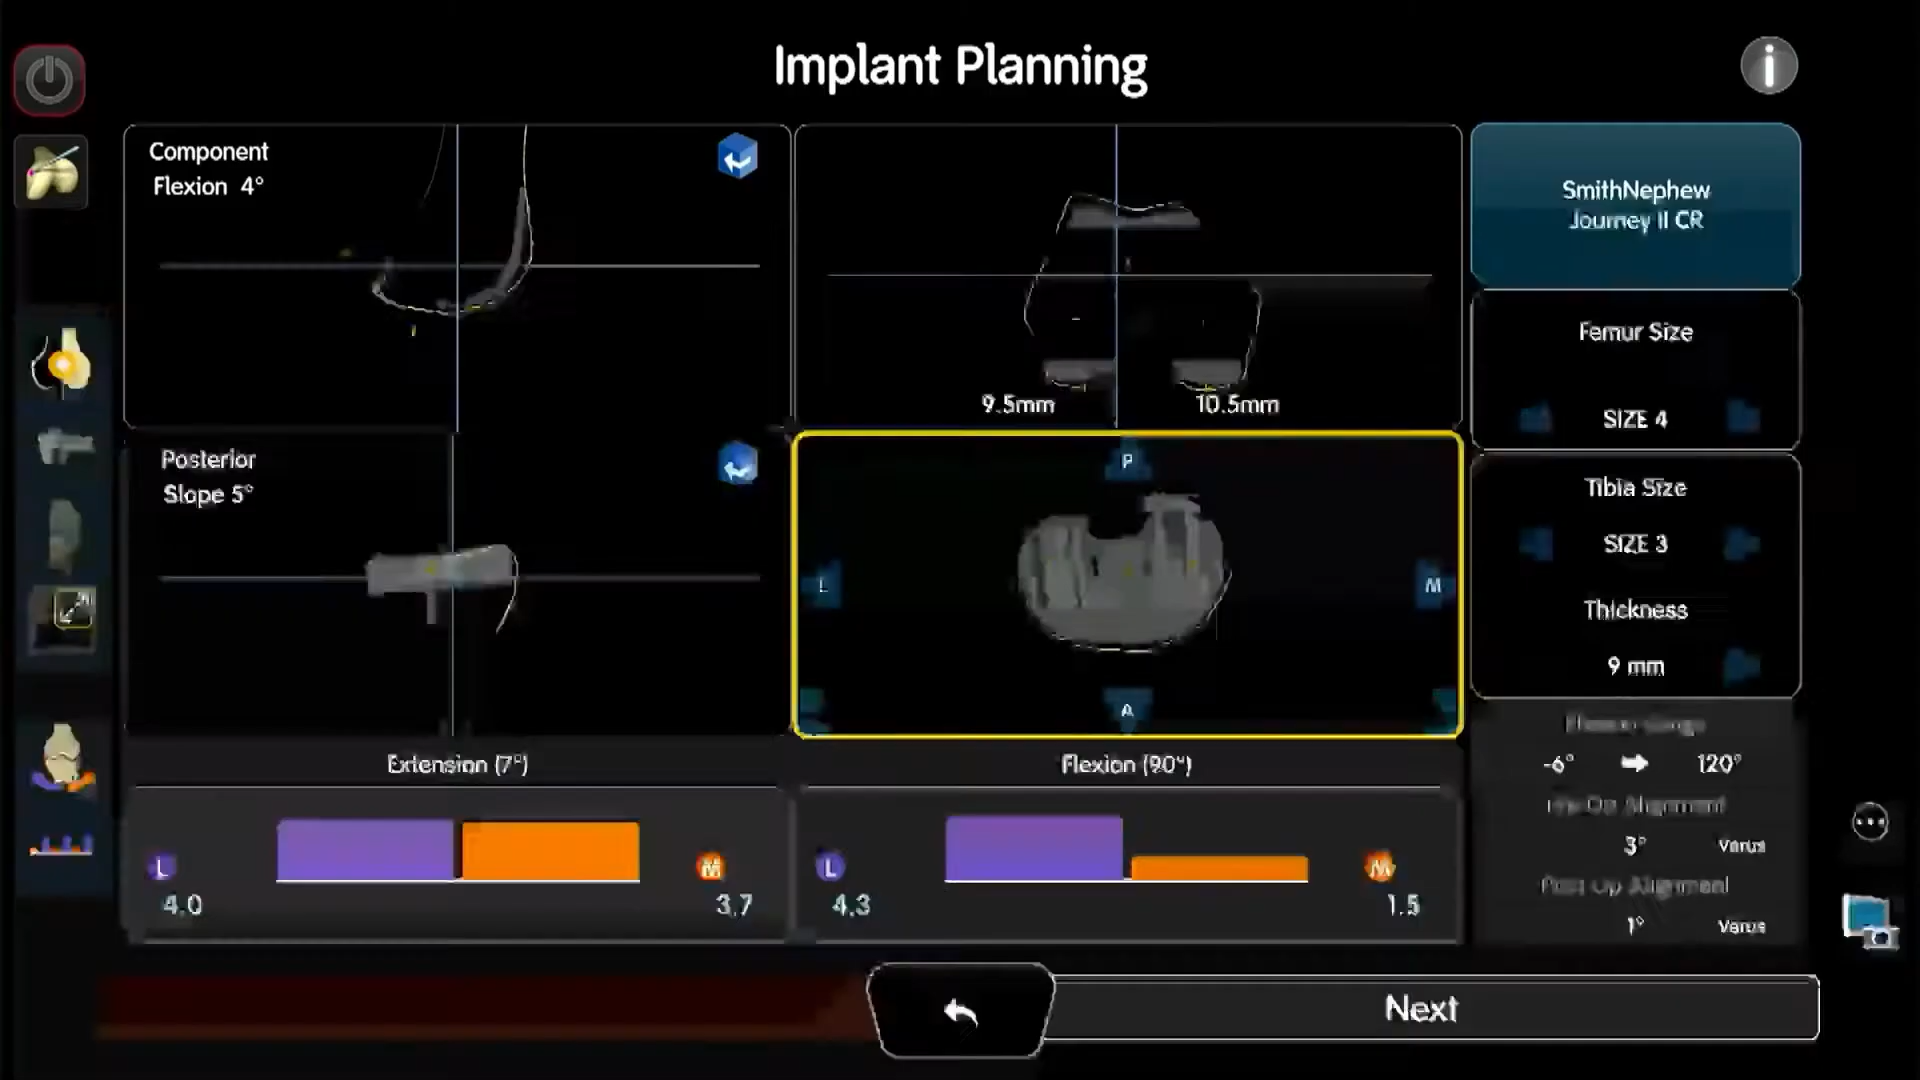 Implant Planning
Component
Flexion 4°
9.5mm
10.5mm
SmithNephew
Journey II CR
Femur Size
SIZE 4
Posterior
Slope 5°
P
L
M
A
Tibia Size
SIZE 3
Thickness
9 mm
Extension (7°)
Flexion (90°)
-6°
120°
Alignment
3° Varus
Alignment
1° Varus
L
4.0
M
3.7
L
4.3
M
1.5
Next